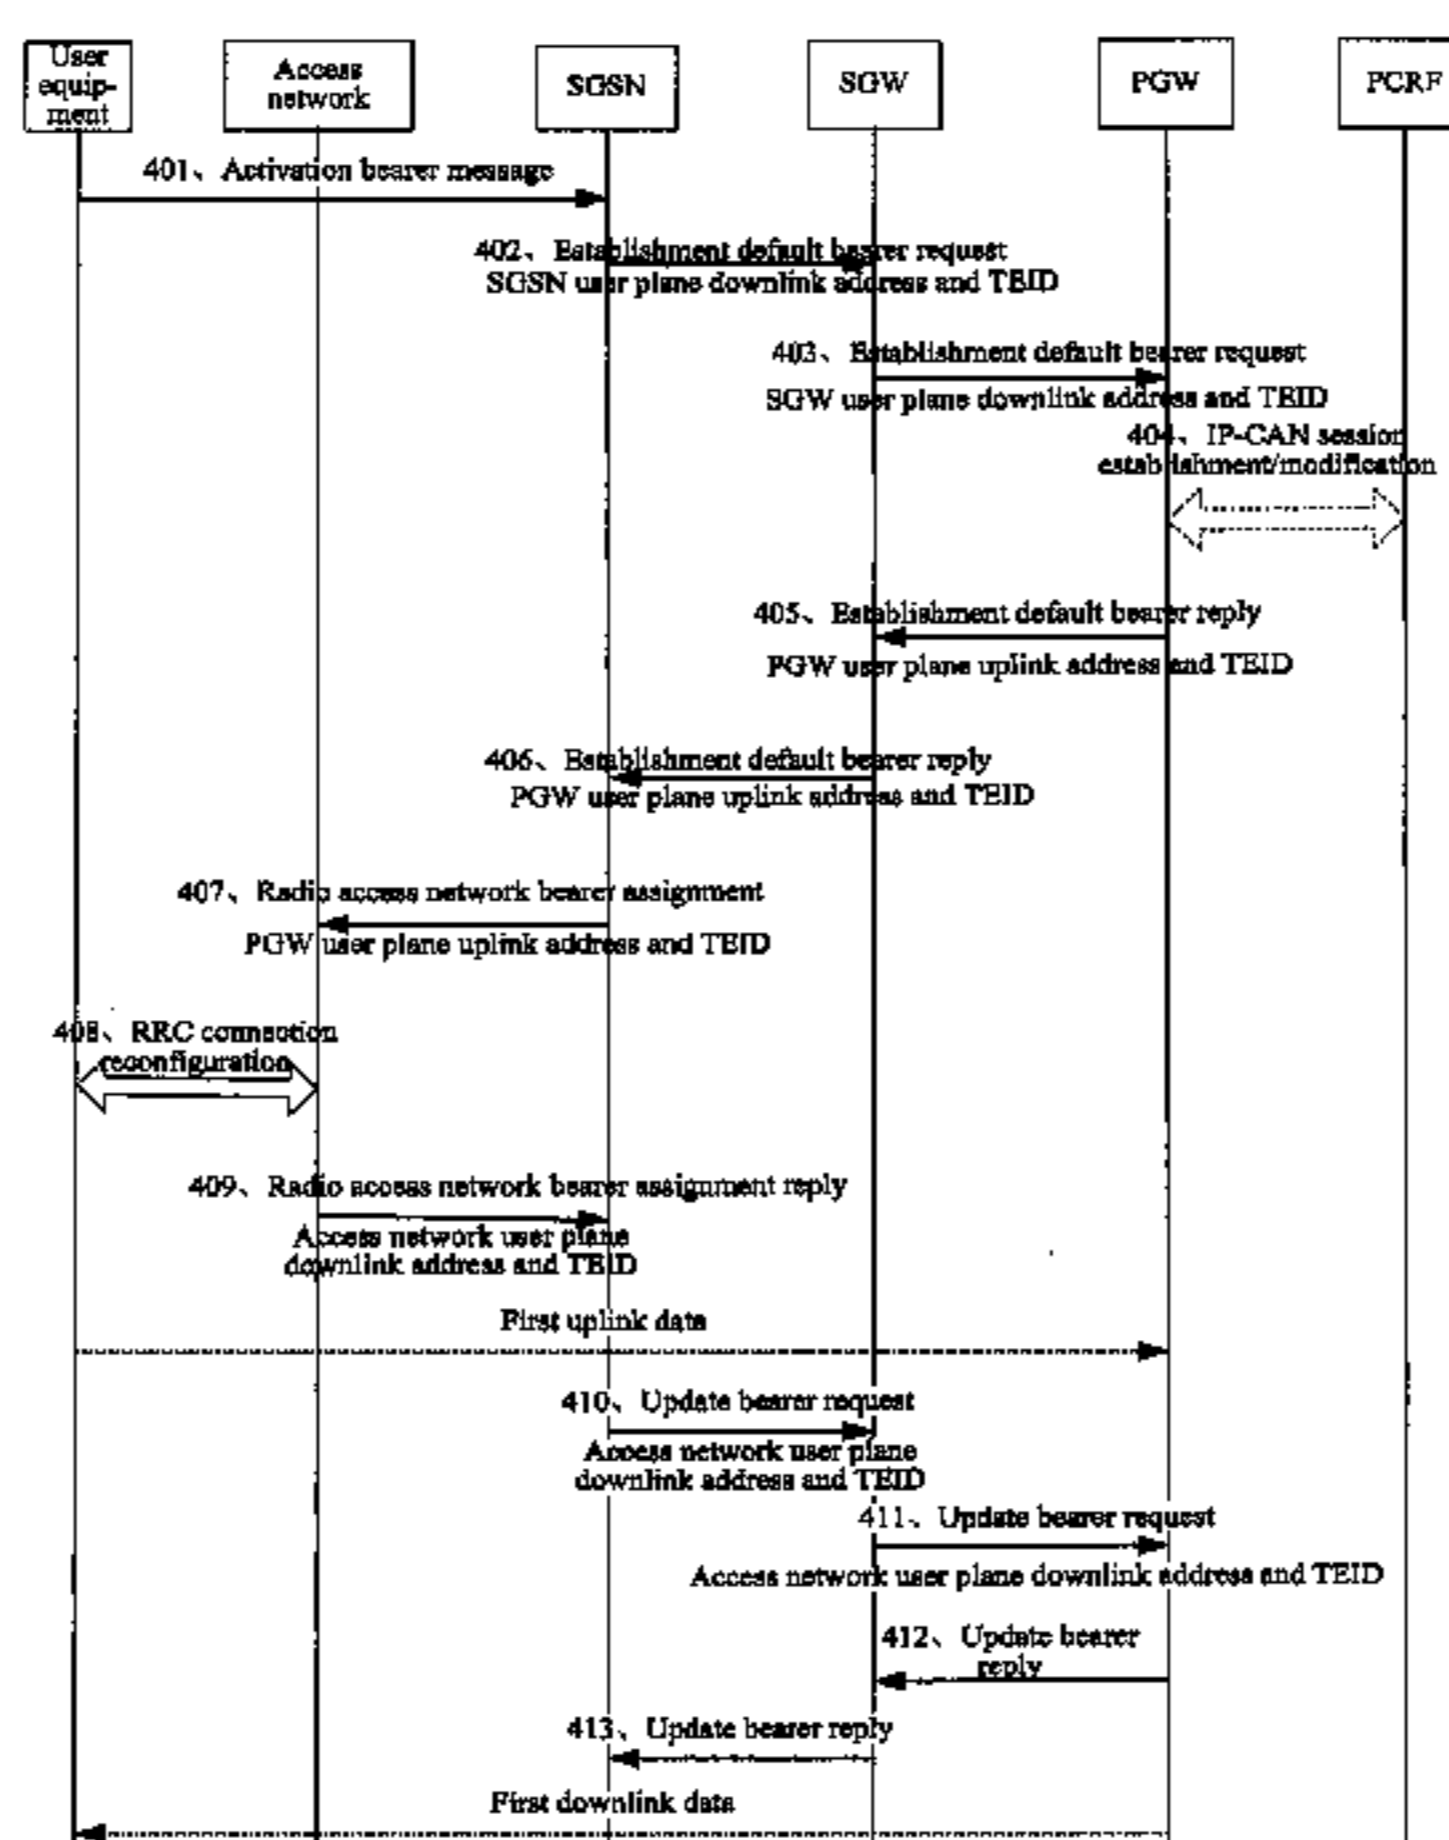 User
equip-
ment
Access
network
SGSN
SGW
PGW
PCRF
401、Activation bearer message
402、Establishment default bearer request
SGSN user plane downlink address and TEID
403、Establishment default bearer request
SGW user plane downlink address and TEID
404、IP-CAN session
establishment/modification
405、Establishment default bearer reply
PGW user plane uplink address and TEID
406、Establishment default bearer reply
PGW user plane uplink address and TEID
407、Radio access network bearer assignment
PGW user plane uplink address and TEID
408、RRC connection
reconfiguration
409、Radio access network bearer assignment reply
Access network user plane
downlink address and TEID
First uplink data
410、Update bearer request
Access network user plane
downlink address and TEID
411、Update bearer request
Access network user plane downlink address and TEID
412、Update bearer
reply
413、Update bearer reply
First downlink data